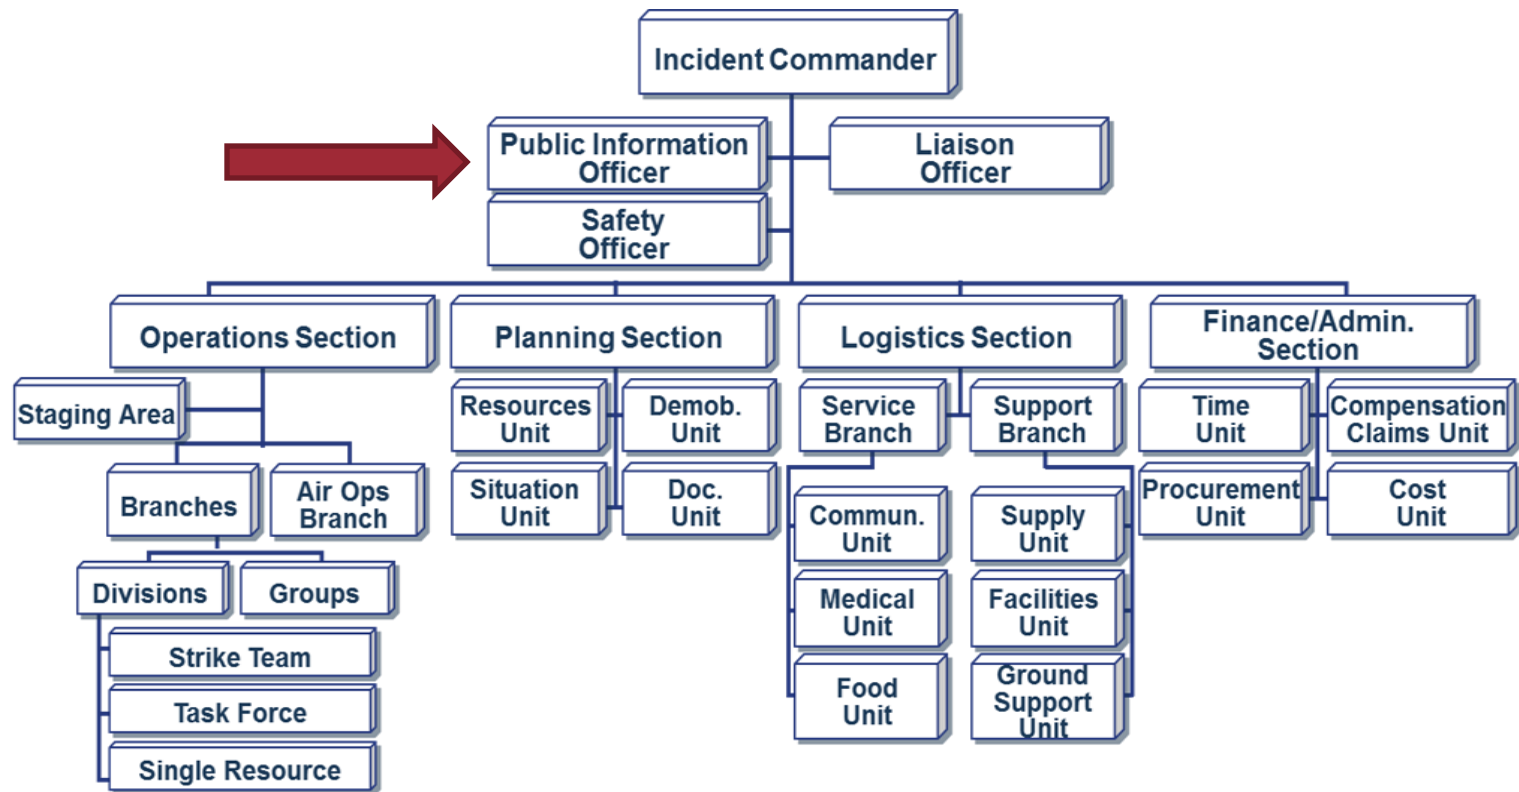 Incident Commander
Public Information
Officer
Liaison
Officer
Safety
Officer
Operations Section
Planning Section
Logistics Section
Finance/Admin.
Section
Staging Area
Branches
Air Ops
Branch
Divisions
Groups
Strike Team
Task Force
Single Resource
Resources
Unit
Demob.
Unit
Situation
Unit
Doc.
Unit
Service
Branch
Support
Branch
Commun.
Unit
Medical
Unit
Food
Unit
Supply
Unit
Facilities
Unit
Ground
Support
Unit
Time
Unit
Compensation
Claims Unit
Procurement
Unit
Cost
Unit